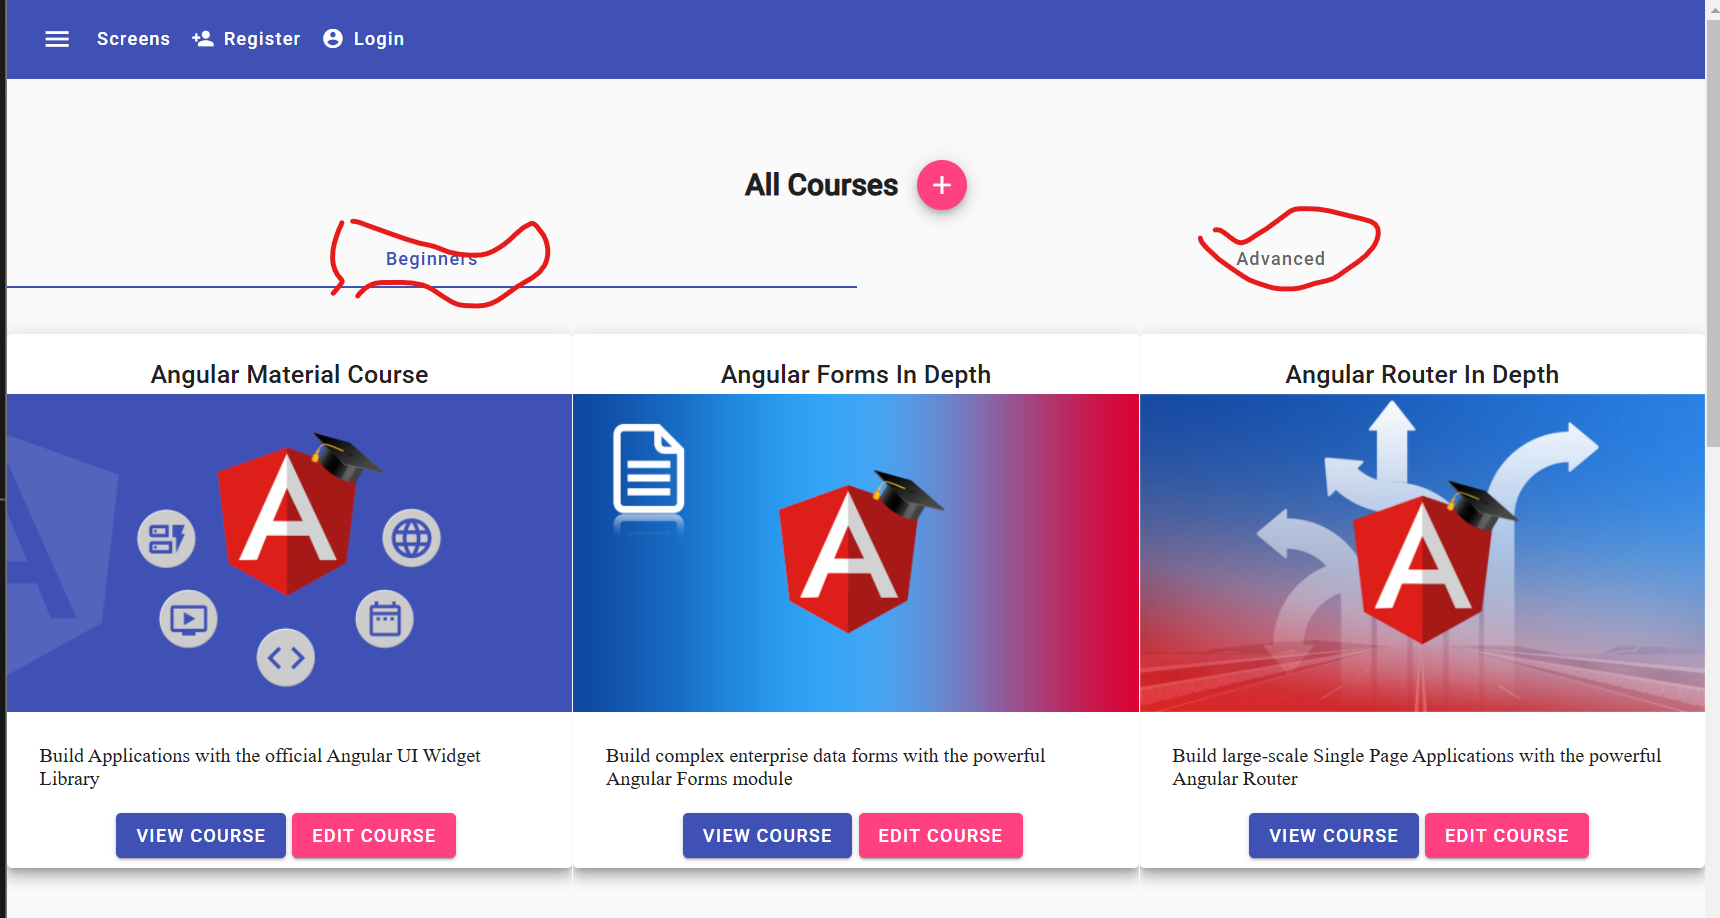 Screens Register Login
All Courses +
Beginners Advanced
Angular Material Course
Build Applications with the official Angular UI Widget
Library
VIEW COURSE EDIT COURSE
Angular Forms In Depth
Build complex enterprise data forms with the powerful
Angular Forms module
VIEW COURSE EDIT COURSE
Angular Router In Depth
Build large-scale Single Page Applications with the powerful
Angular Router
VIEW COURSE EDIT COURSE